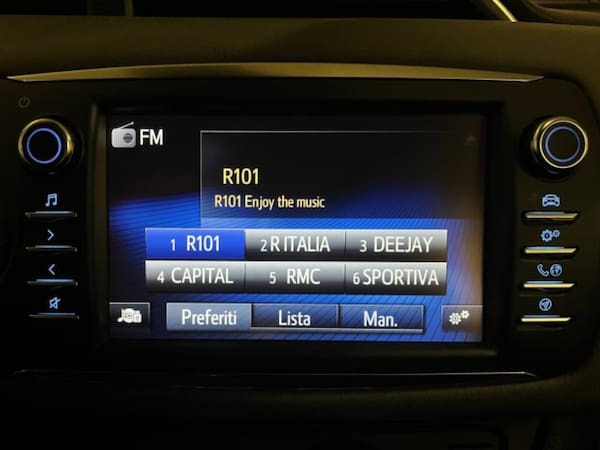 FM
R101
R101 Enjoy the music
1 R101 2 R ITALIA 3 DEEJAY
4 CAPITAL 5 RMC 6 SPORTIVA
Preferiti Lista Man.